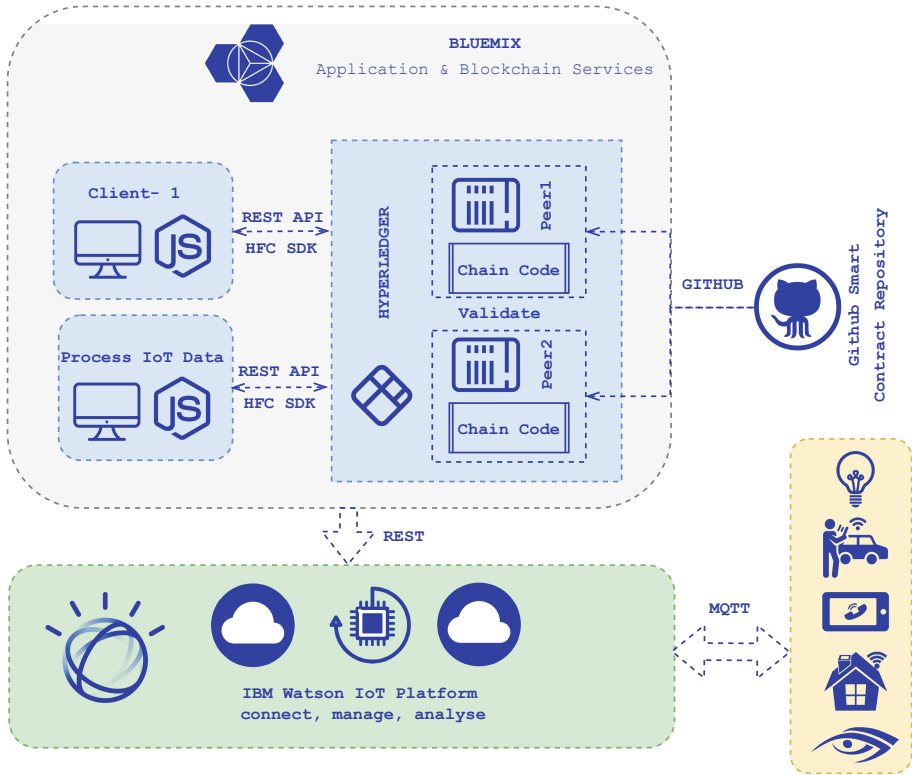 BLUEMIX
Application & Blockchain Services
Client- 1
JS
REST API
HFC SDK
HYPERLEDGER
Peer1
Chain Code
Validate
Process IoT Data
JS
REST API
HFC SDK
Peer2
Chain Code
GITHUB
Github Smart
Contract Repository
REST
MQTT
IBM Watson IoT Platform
connect, manage, analyse